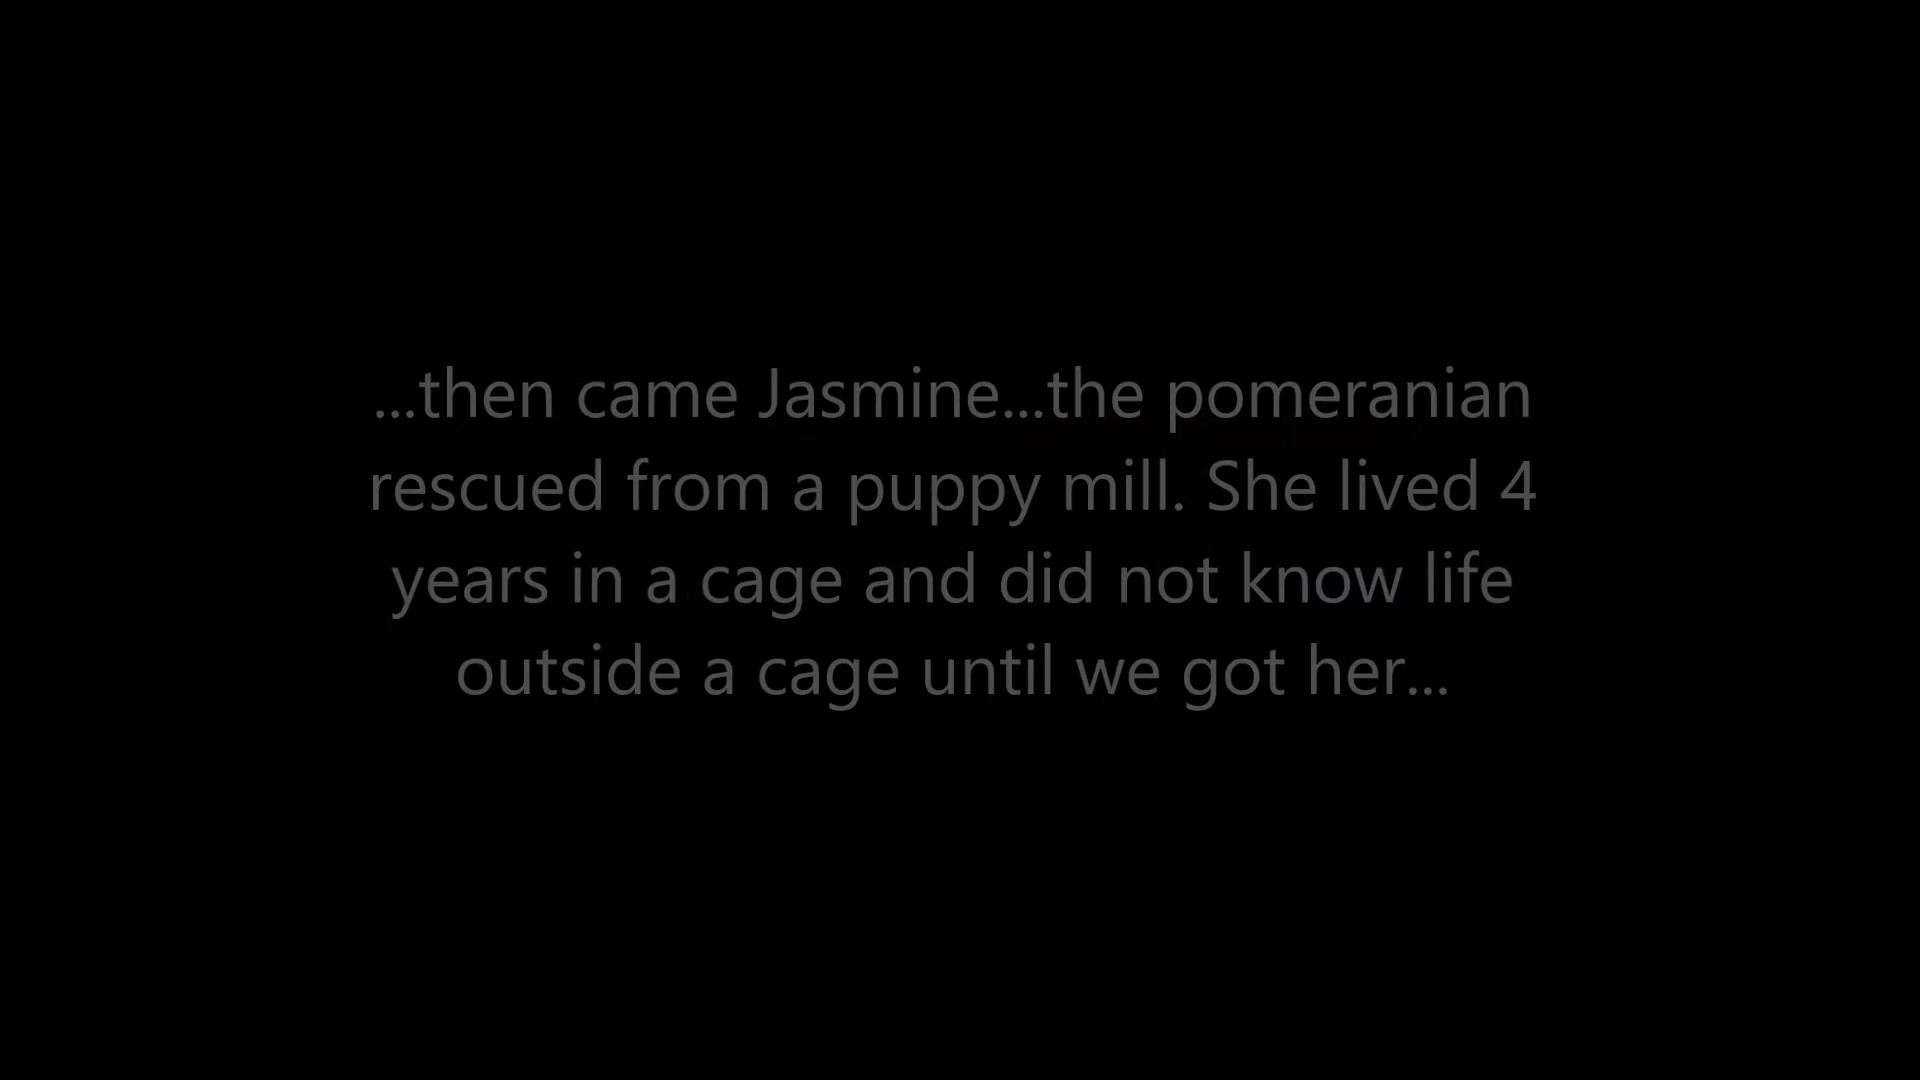 ...then came Jasmine...the pomeranian
rescued from a puppy mill. She lived 4
years in a cage and did not know life
outside a cage until we got her...